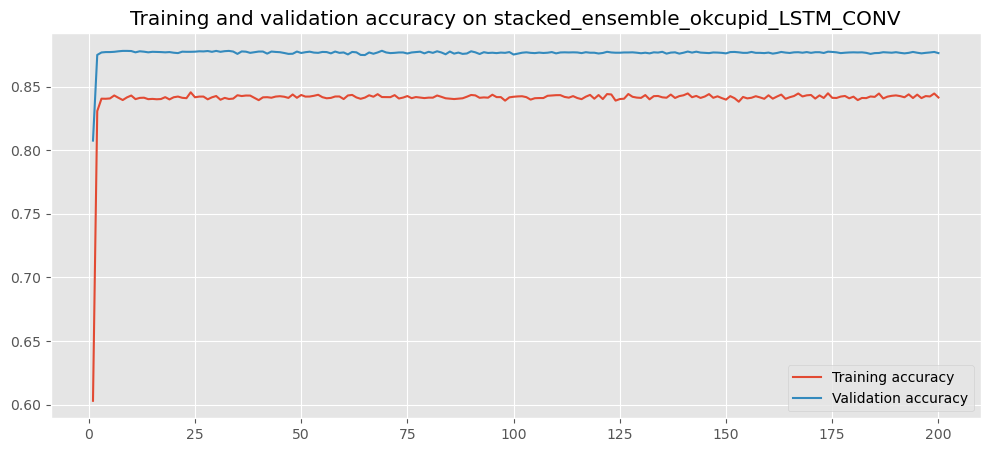 Training and validation accuracy on stacked_ensemble_okcupid_LSTM_CONV
0.85
0.80
0.75
0.70
0.65
0.60
Training accuracy
Validation accuracy
0 25 50 75 100 125 150 175 200